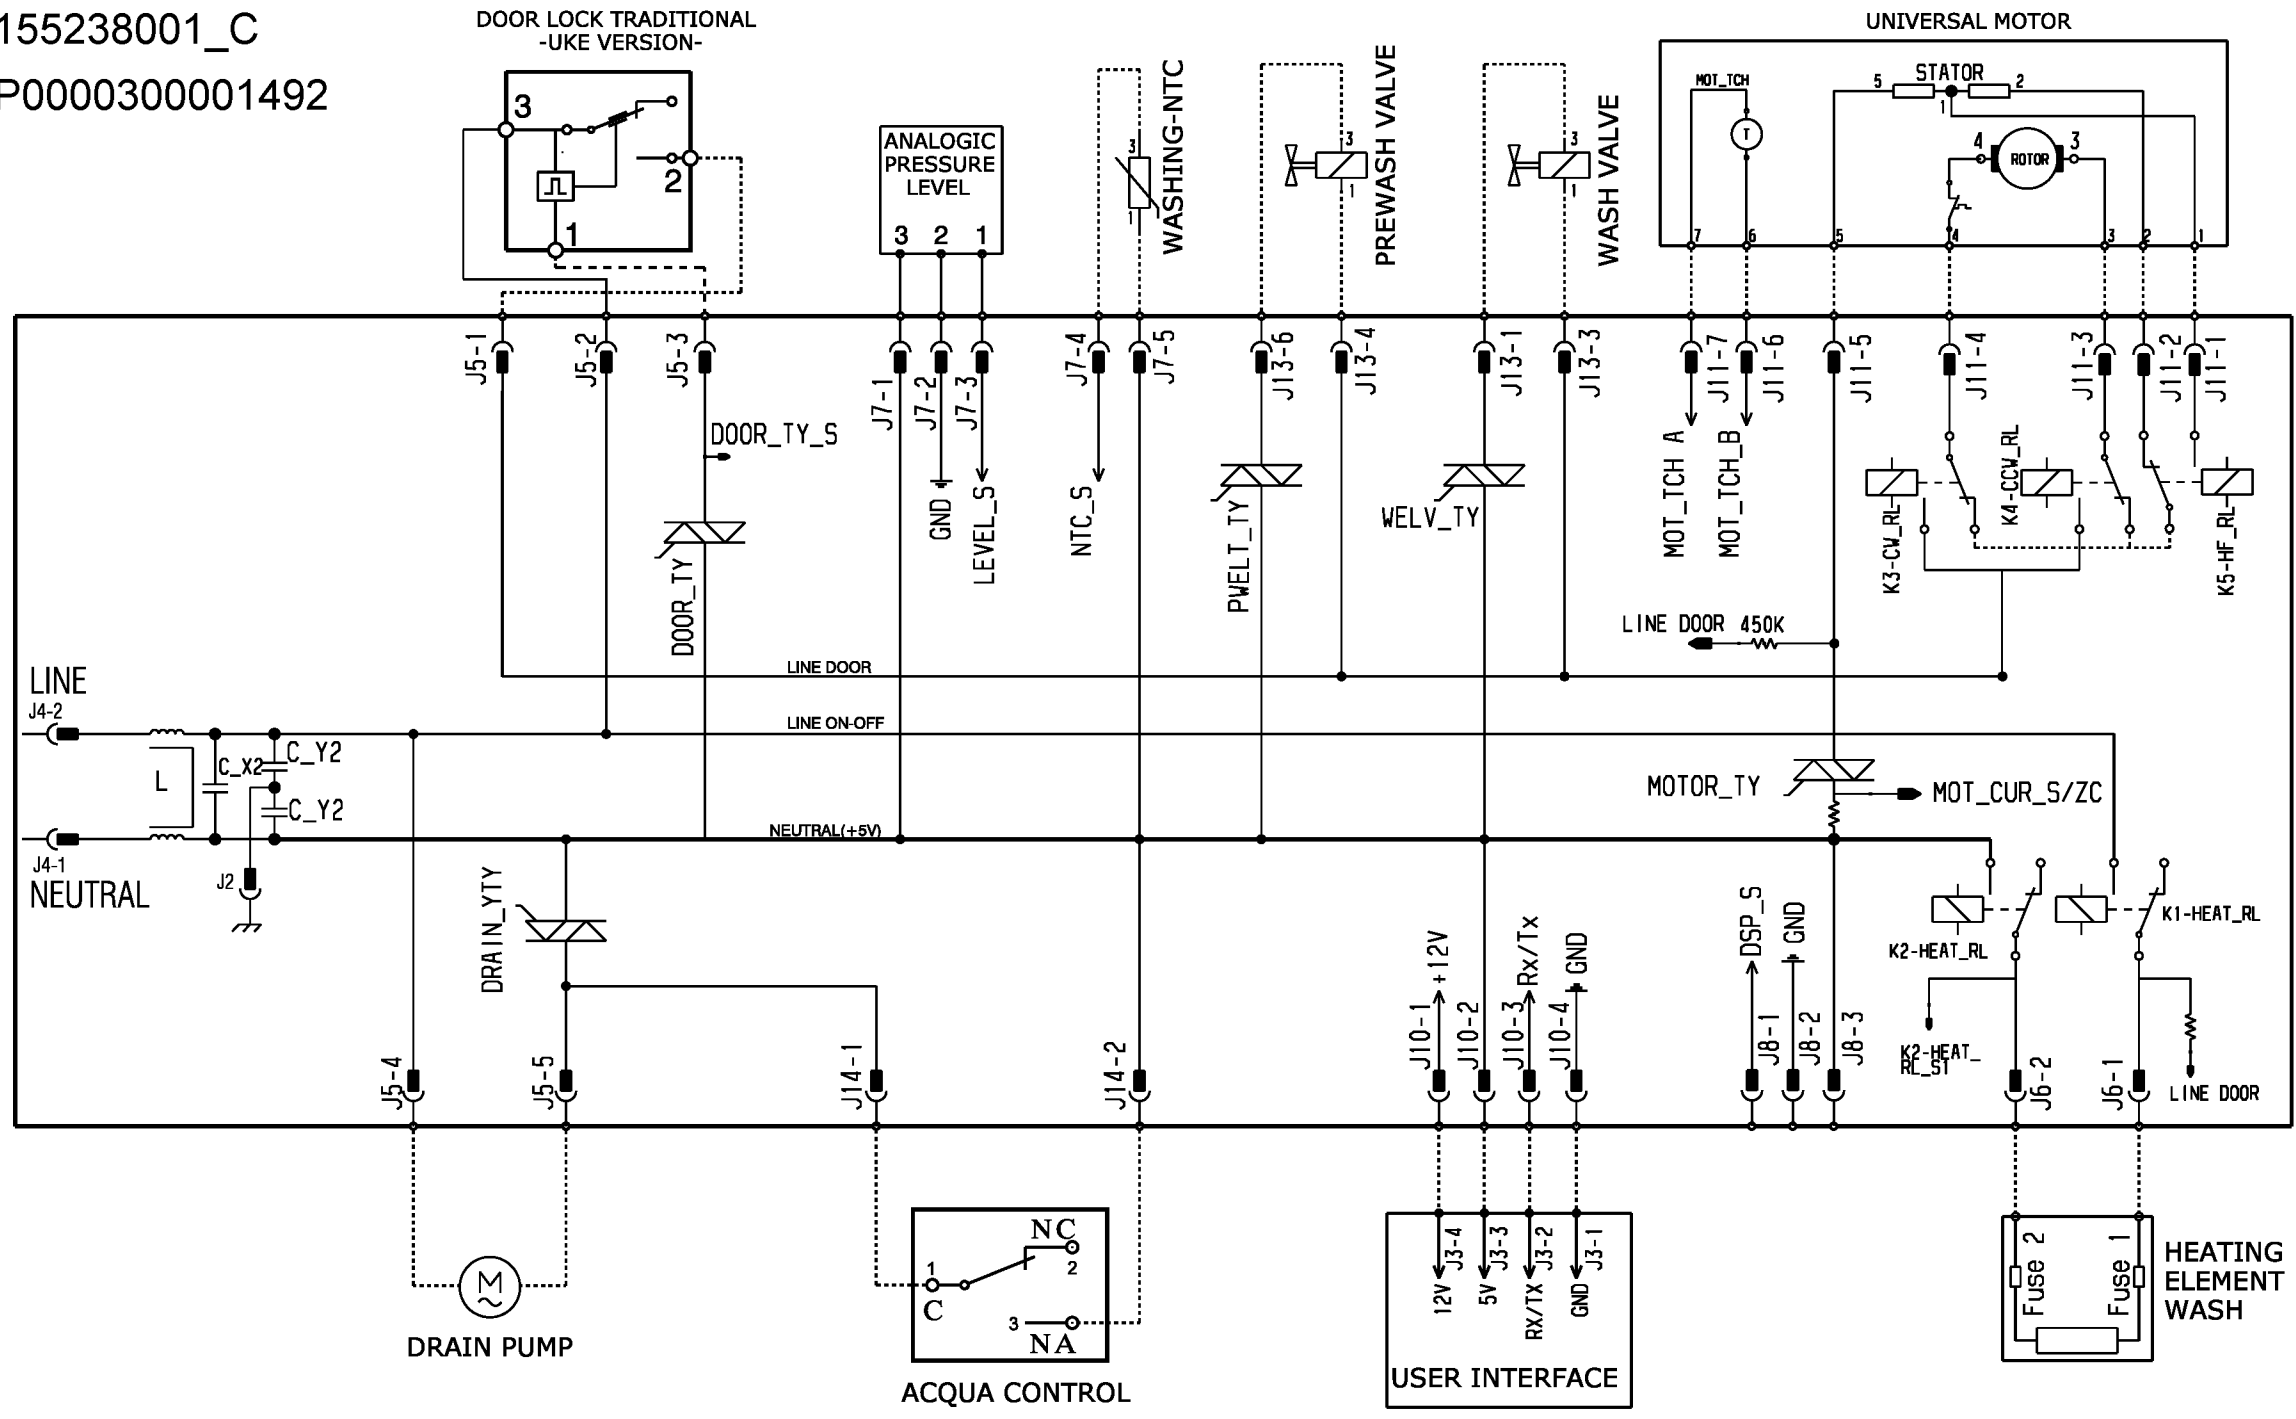 155238001_C
P0000300001492
DOOR LOCK TRADITIONAL
-UKE VERSION-
3
2
1
ANALOGIC
PRESSURE
LEVEL
3 2 1
WASHING-NTC
3
1
PREWASH VALVE
3
1
WASH VALVE
3
1
UNIVERSAL MOTOR
MOT_TCH
T
5 STATOR 2
1
4 ROTOR 3
7 6 5 4 3 2 1
J5-1
J5-2
J5-3
J7-1
J7-2
J7-3
J7-4
J7-5
J13-6
J13-4
J13-1
J13-3
J11-7
J11-6
J11-5
J11-4
J11-3
J11-2
J11-1
DOOR_TY_S
DOOR_TY
GND
LEVEL_S
NTC_S
PWELT_TY
WELV_TY
MOT_TCH A
MOT_TCH_B
K3-CW_RL
K4-CCW_RL
K5-HF_RL
LINE DOOR 450K
LINE DOOR
LINE
J4-2
LINE ON-OFF
L
C_X2
C_Y2
C_Y2
MOTOR_TY
MOT_CUR_S/ZC
NEUTRAL(+5V)
J4-1
NEUTRAL
J2
DRAIN_YTY
+12V
Rx/Tx
GND
DSP_S
GND
K2-HEAT_RL
K1-HEAT_RL
K2-HEAT_
RL_S1
LINE DOOR
J5-4
J5-5
J14-1
J14-2
J10-1
J10-2
J10-3
J10-4
J8-1
J8-2
J8-3
J6-2
J6-1
M
DRAIN PUMP
NC
1
2
C
3
NA
ACQUA CONTROL
J3-4
J3-3
J3-2
J3-1
12V
5V
RX/TX
GND
USER INTERFACE
Fuse 2
Fuse 1
HEATING
ELEMENT
WASH